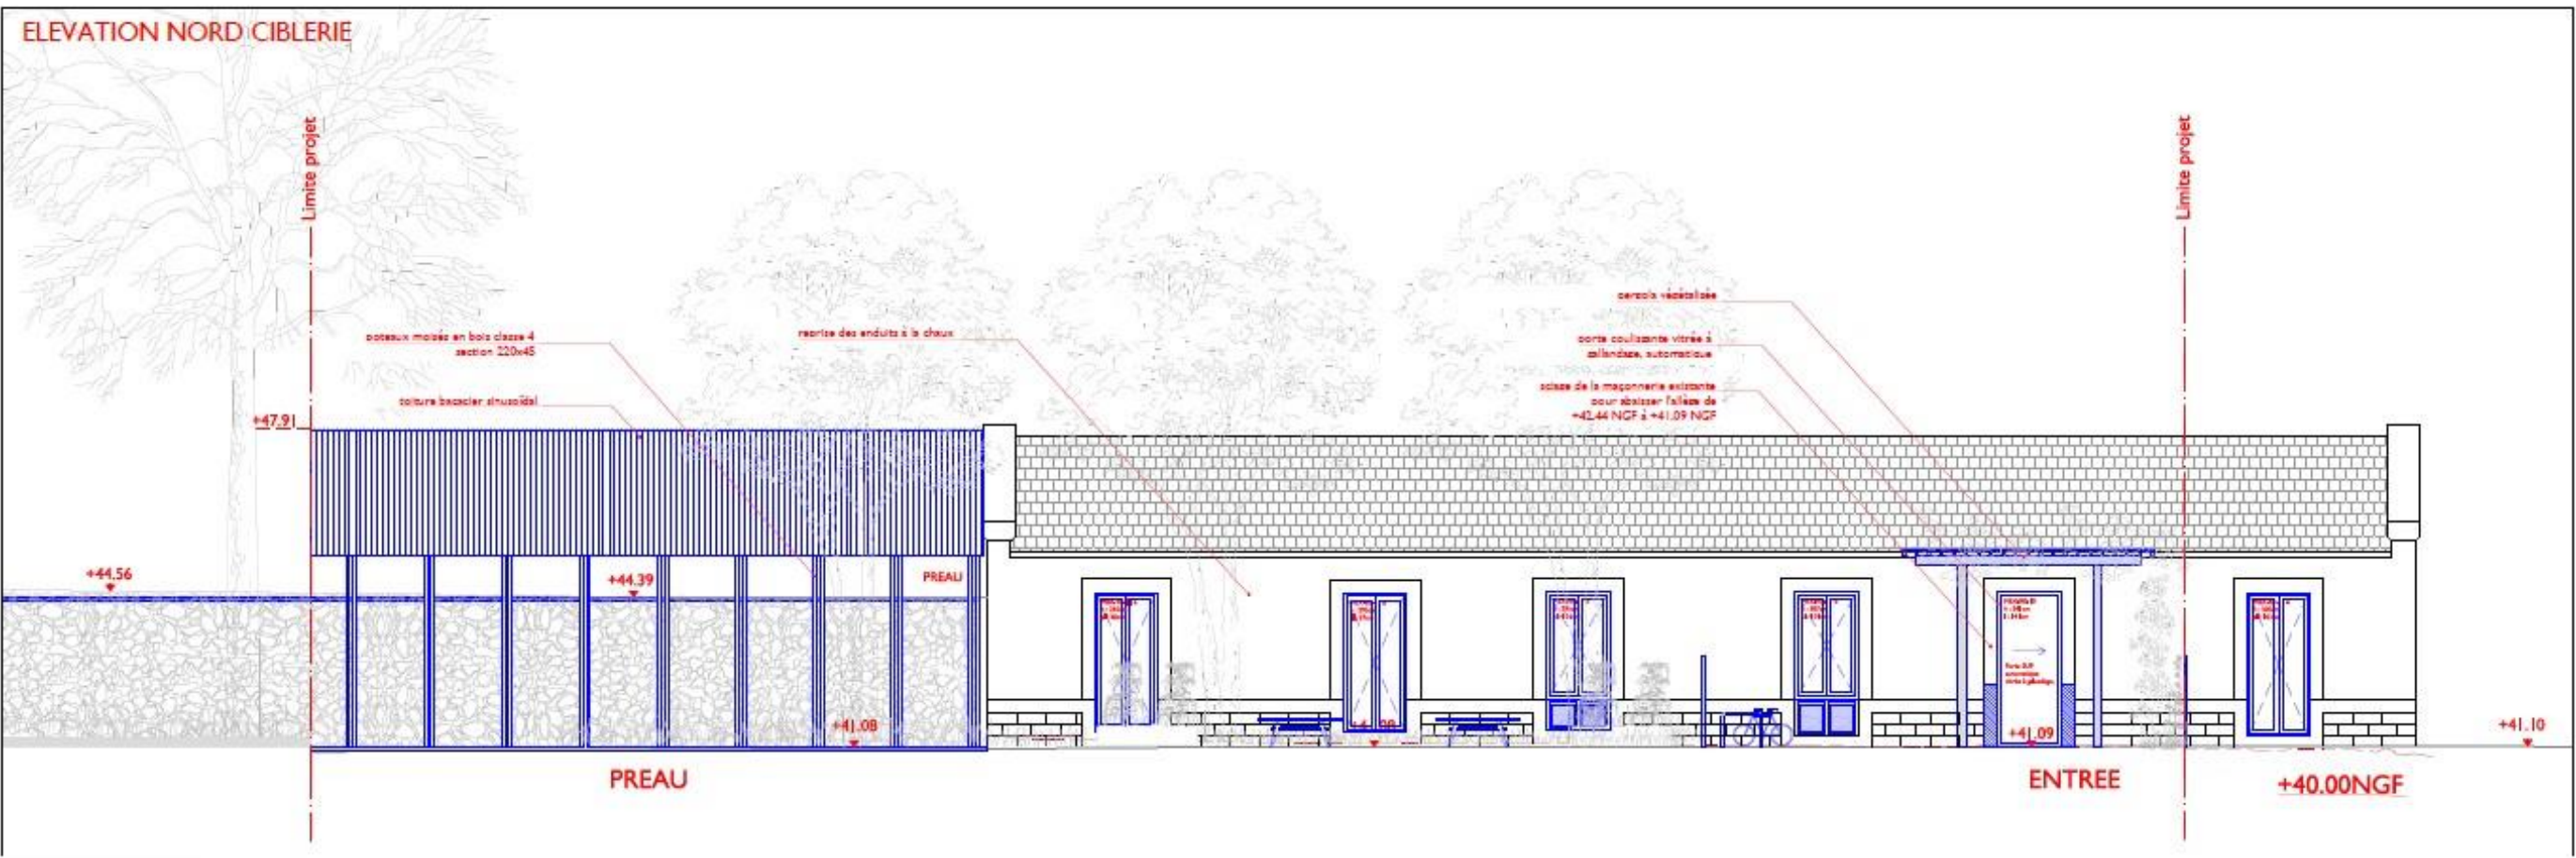 ELEVATION NORD CIBLERIE
Limite projet
Limite projet
pergola végétalisée
poteaux moisés en bois classe 4
section 220x45
reprise des enduits à la chaux
porte coulissante vitrée à
galandage, automatique
toiture bacacier sinusoïdal
sciage de la maçonnerie existante
pour abaisser l'allège de
+42.44 NGF à +41.09 NGF
+47.91
+44.56
+44.39
PREAU
+41.08
+41.09
+41.10
PREAU
ENTREE
+40.00NGF